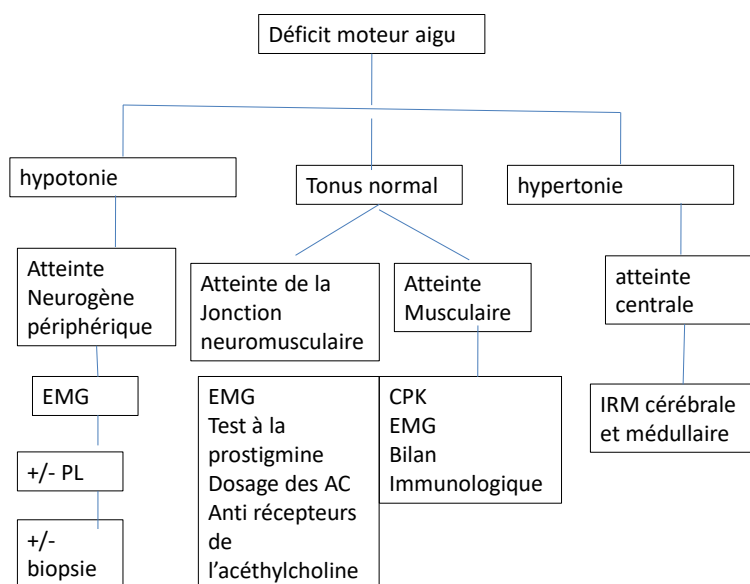 Déficit moteur aigu
hypotonie
Tonus normal
hypertonie
Atteinte
Neurogène
périphérique
Atteinte de la
Jonction
neuromusculaire
Atteinte
Musculaire
atteinte
centrale
EMG
+/- PL
+/-
biopsie
EMG
Test à la
prostigmine
Dosage des AC
Anti récepteurs
de
l’acéthylcholine
CPK
EMG
Bilan
Immunologique
IRM cérébrale
et médullaire